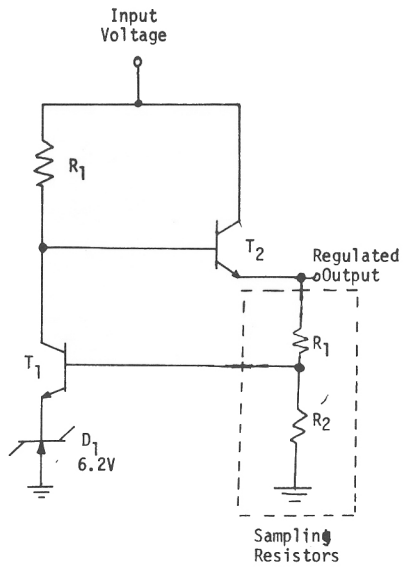 Input
Voltage
R1
T2
Regulated
Output
T1
R1
R2
D1
6.2V
Sampling
Resistors